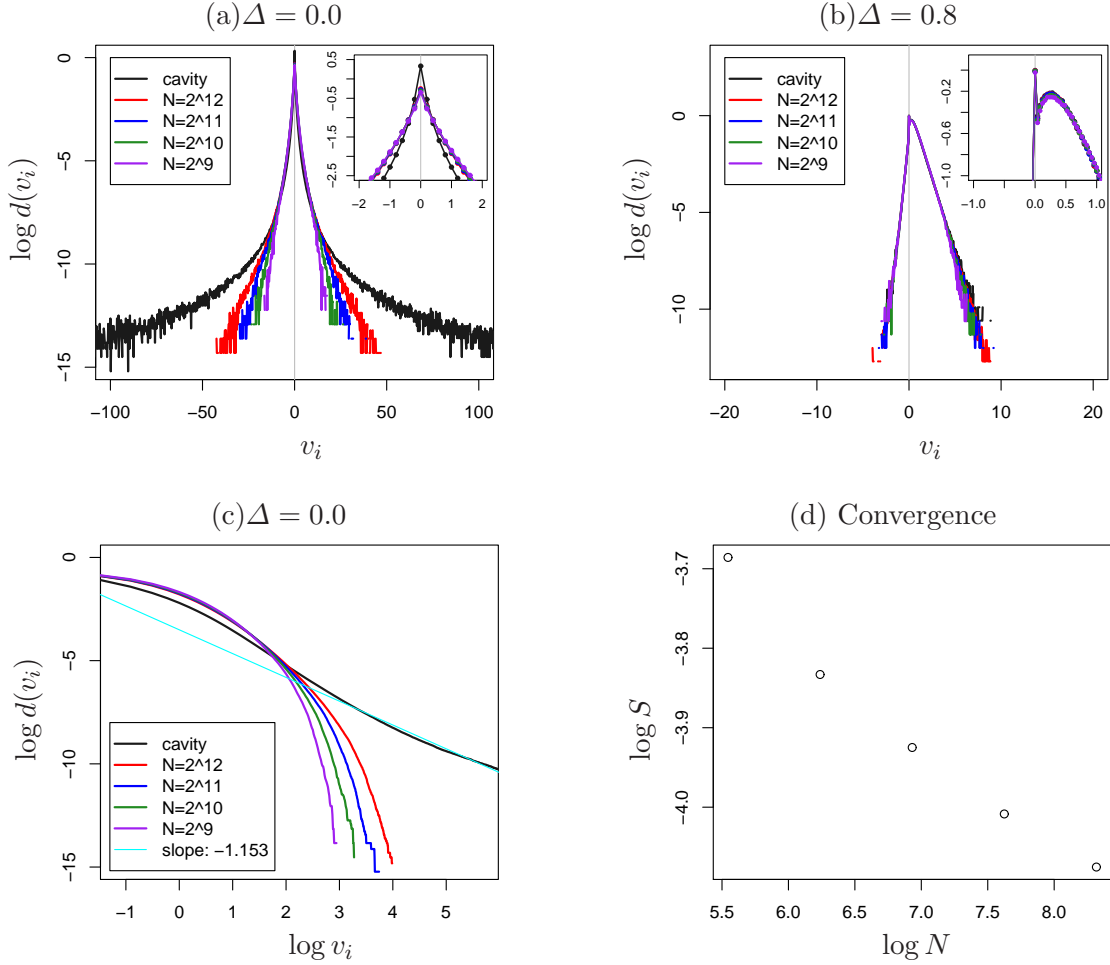 (a)Δ = 0.0
0
−5
−10
−15
log d(v_i)
cavity
N=2^12
N=2^11
N=2^10
N=2^9
0.5
−0.5
−1.5
−2.5
−2 −1 0 1 2
−100 −50 0 50 100
v_i
(b)Δ = 0.8
0
−5
−10
log d(v_i)
cavity
N=2^12
N=2^11
N=2^10
N=2^9
−0.2
−0.6
−1.0
−1.0 0.0 0.5 1.0
−20 −10 0 10 20
v_i
(c)Δ = 0.0
0
−5
−10
−15
log d(v_i)
cavity
N=2^12
N=2^11
N=2^10
N=2^9
slope: −1.153
−1 0 1 2 3 4 5
log v_i
(d) Convergence
−3.7
−3.8
−3.9
−4.0
log S
5.5 6.0 6.5 7.0 7.5 8.0
log N